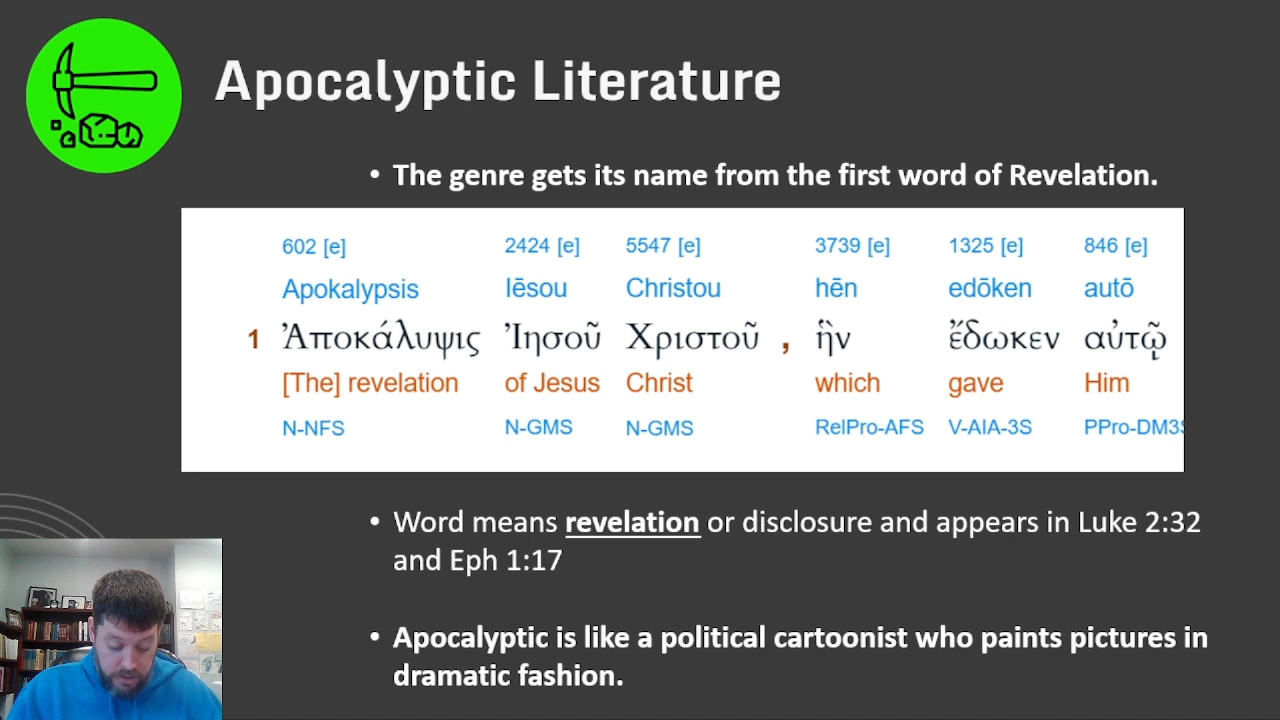 Apocalyptic Literature
• The genre gets its name from the first word of Revelation.
602 [e] 2424 [e] 5547 [e] 3739 [e] 1325 [e] 846 [e]
Apokalypsis Iēsou Christou hēn edōken autō
1 Ἀποκάλυψις Ἰησοῦ Χριστοῦ , ἣν ἔδωκεν αὐτῷ
[The] revelation of Jesus Christ which gave Him
N-NFS N-GMS N-GMS RelPro-AFS V-AIA-3S PPro-DM3S
• Word means revelation or disclosure and appears in Luke 2:32
and Eph 1:17
• Apocalyptic is like a political cartoonist who paints pictures in
dramatic fashion.